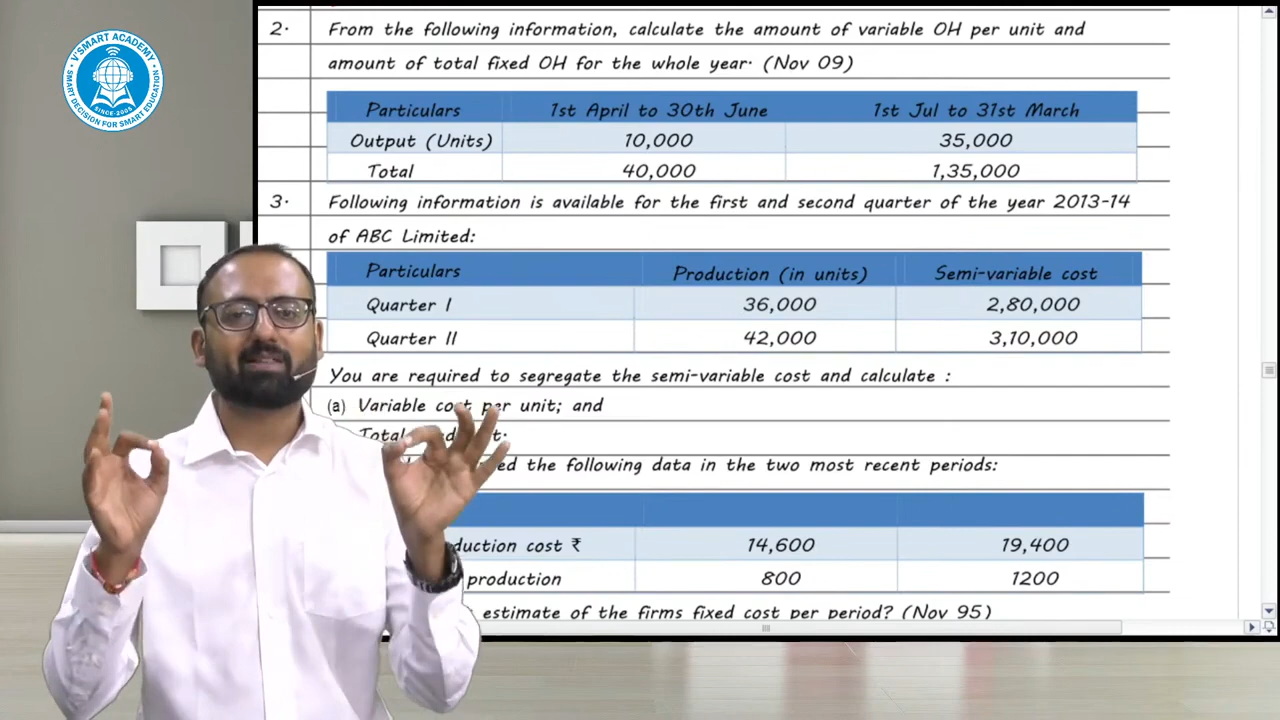 V'SMART ACADEMY
SMART DECISION FOR SMART EDUCATION
SINCE-2005
2. From the following information, calculate the amount of variable OH per unit and
amount of total fixed OH for the whole year. (Nov 09)
Particulars 1st April to 30th June 1st Jul to 31st March
Output (Units) 10,000 35,000
Total 40,000 1,35,000
3. Following information is available for the first and second quarter of the year 2013-14
of ABC Limited:
Particulars Production (in units) Semi-variable cost
Quarter I 36,000 2,80,000
Quarter II 42,000 3,10,000
You are required to segregate the semi-variable cost and calculate :
(a) Variable cost per unit; and
the following data in the two most recent periods:
cost ₹ 14,600 19,400
production 800 1200
estimate of the firms fixed cost per period? (Nov 95)